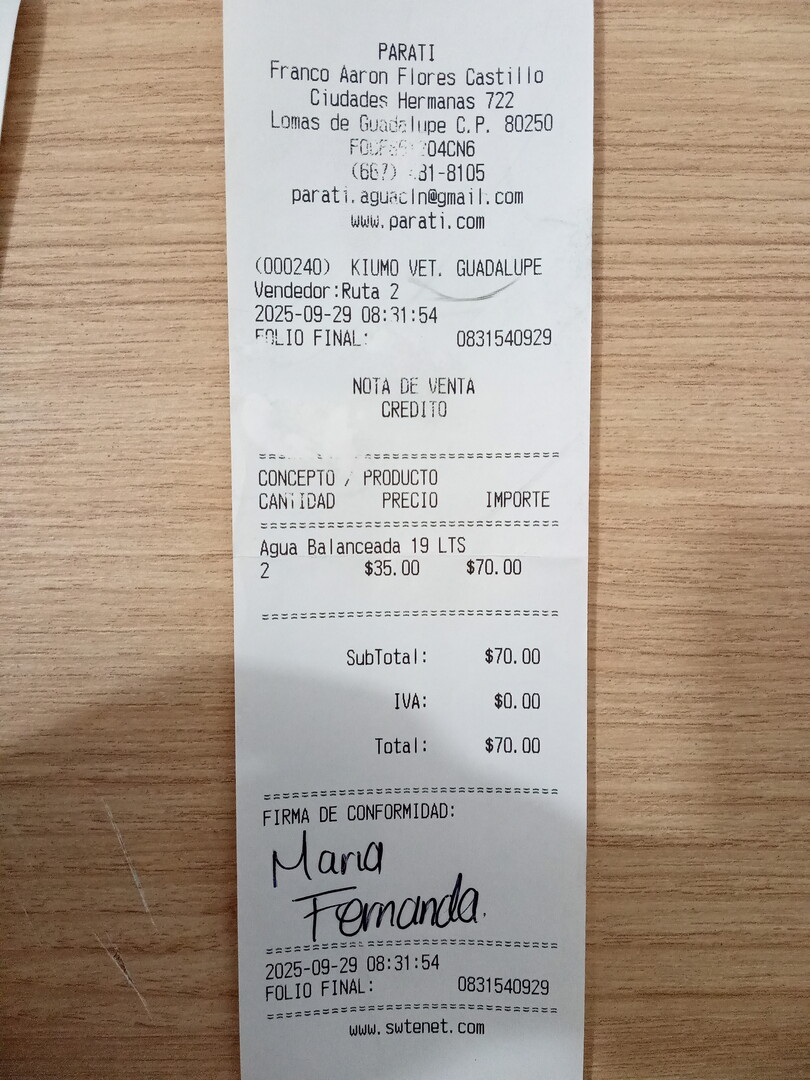 PARATI
Franco Aaron Flores Castillo
Ciudades Hermanas 722
Lomas de Guadalupe C.P. 80250
parati.aguacln@gmail.com
www.parati.com
(000240) KIUMO VET. GUADALUPE
Vendedor:Ruta 2
2025-09-29 08:31:54
FOLIO FINAL: 0831540929
NOTA DE VENTA
CREDITO
CONCEPTO / PRODUCTO
CANTIDAD PRECIO IMPORTE
Agua Balanceada 19 LTS
2 $35.00 $70.00
SubTotal: $70.00
IVA: $0.00
Total: $70.00
FIRMA DE CONFORMIDAD:
Maria
Fernanda.
2025-09-29 08:31:54
FOLIO FINAL: 0831540929
www.swtenet.com